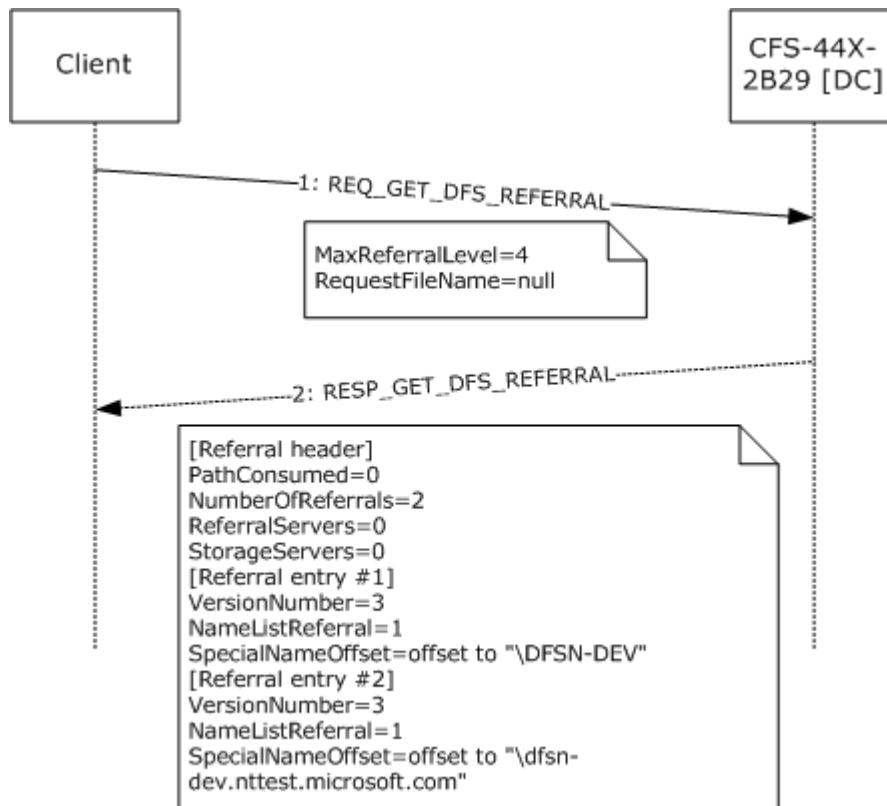 Client
CFS-44X-
2B29 [DC]
1: REQ_GET_DFS_REFERRAL
MaxReferralLevel=4
RequestFileName=null
2: RESP_GET_DFS_REFERRAL
[Referral header]
PathConsumed=0
NumberOfReferrals=2
ReferralServers=0
StorageServers=0
[Referral entry #1]
VersionNumber=3
NameListReferral=1
SpecialNameOffset=offset to "\DFSN-DEV"
[Referral entry #2]
VersionNumber=3
NameListReferral=1
SpecialNameOffset=offset to "\dfsn-
dev.nttest.microsoft.com"